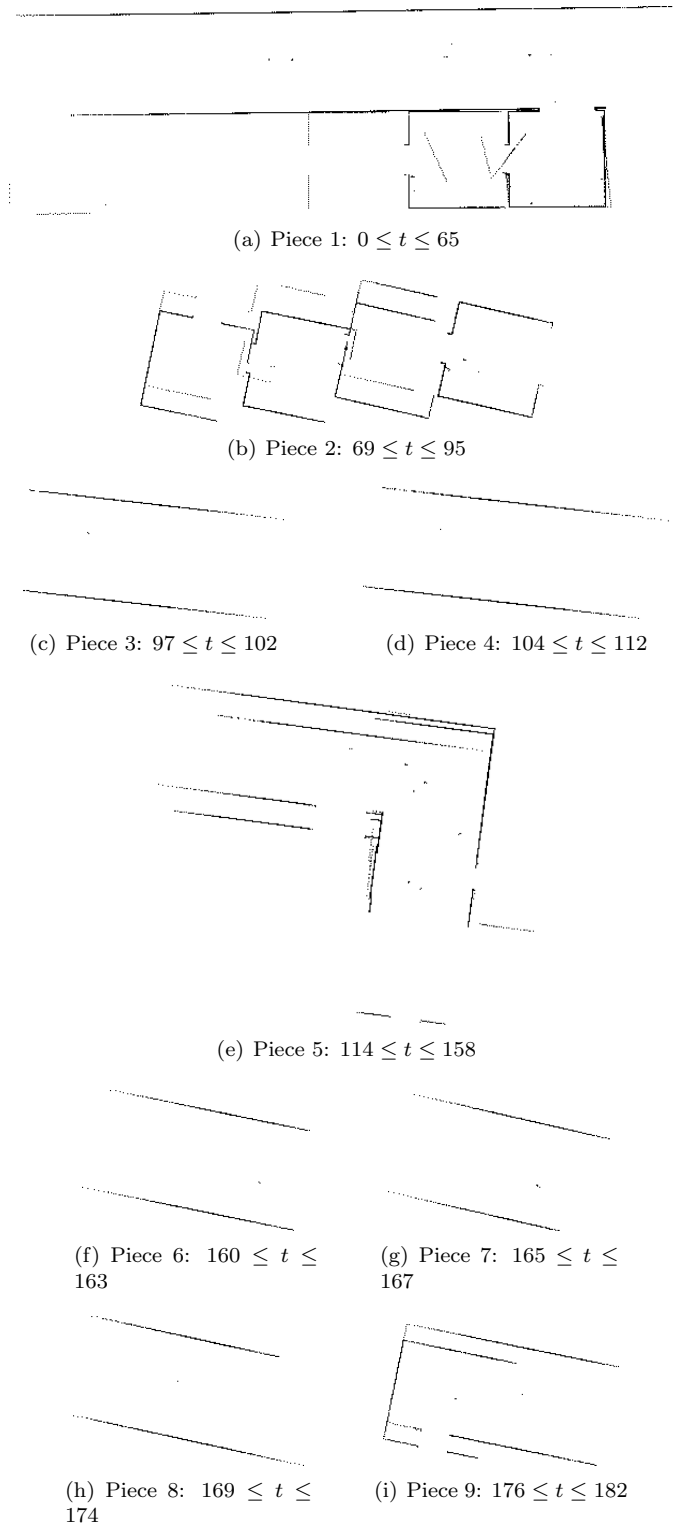 (a) Piece 1: 0 ≤ t ≤ 65
(b) Piece 2: 69 ≤ t ≤ 95
(c) Piece 3: 97 ≤ t ≤ 102
(d) Piece 4: 104 ≤ t ≤ 112
(e) Piece 5: 114 ≤ t ≤ 158
(f) Piece 6: 160 ≤ t ≤
163
(g) Piece 7: 165 ≤ t ≤
167
(h) Piece 8: 169 ≤ t ≤
174
(i) Piece 9: 176 ≤ t ≤ 182